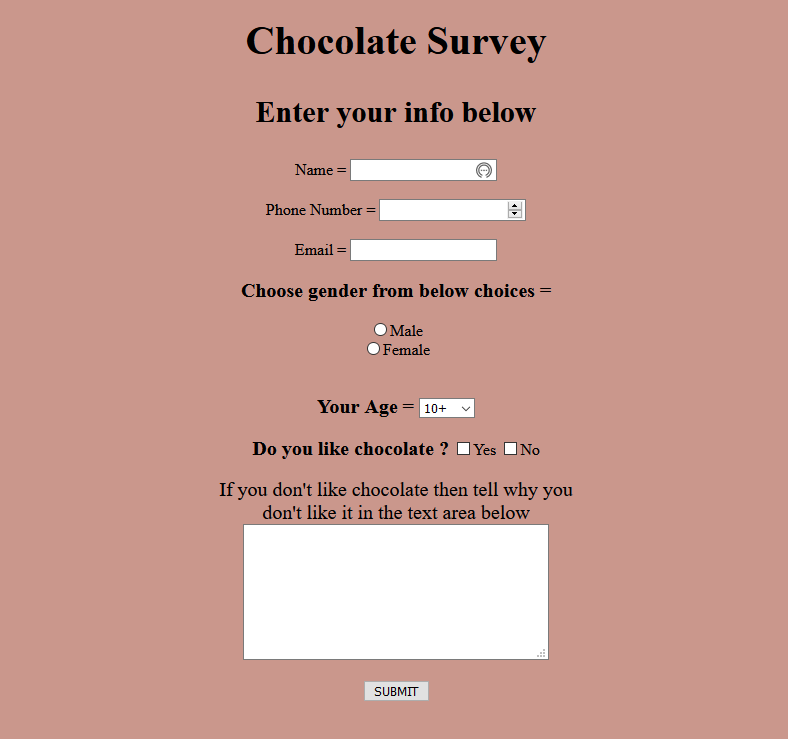 Chocolate Survey
Enter your info below
Name =
Phone Number =
Email =
Choose gender from below choices =
Male
Female
Your Age = 10+
Do you like chocolate ? Yes No
If you don't like chocolate then tell why you
don't like it in the text area below
SUBMIT